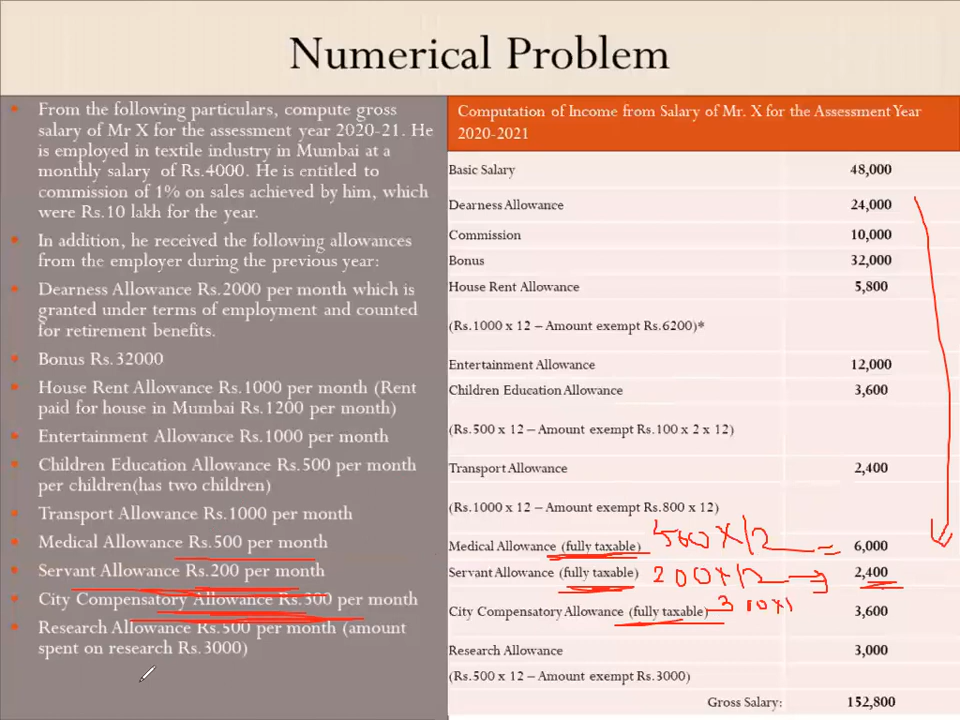 Numerical Problem
From the following particulars, compute gross
salary of Mr X for the assessment year 2020-21. He
is employed in textile industry in Mumbai at a
monthly salary of Rs.4000. He is entitled to
commission of 1% on sales achieved by him, which
were Rs.10 lakh for the year.
In addition, he received the following allowances
from the employer during the previous year:
Dearness Allowance Rs.2000 per month which is
granted under terms of employment and counted
for retirement benefits.
Bonus Rs.32000
House Rent Allowance Rs.1000 per month (Rent
paid for house in Mumbai Rs.1200 per month)
Entertainment Allowance Rs.1000 per month
Children Education Allowance Rs.500 per month
per children(has two children)
Transport Allowance Rs.1000 per month
Medical Allowance Rs.500 per month
Servant Allowance Rs.200 per month
City Compensatory Allowance Rs.300 per month
Research Allowance Rs.500 per month (amount
spent on research Rs.3000)
Computation of Income from Salary of Mr. X for the Assessment Year
2020-2021
Basic Salary 48,000
Dearness Allowance 24,000
Commission 10,000
Bonus 32,000
House Rent Allowance 5,800
(Rs.1000 x 12 – Amount exempt Rs.6200)*
Entertainment Allowance 12,000
Children Education Allowance 3,600
(Rs.500 x 12 – Amount exempt Rs.100 x 2 x 12)
Transport Allowance 2,400
(Rs.1000 x 12 – Amount exempt Rs.800 x 12)
Medical Allowance (fully taxable) 500 x 12 = 6,000
Servant Allowance (fully taxable) 200 x 12 2,400
City Compensatory Allowance (fully taxable) 300 x 1 3,600
Research Allowance 3,000
(Rs.500 x 12 – Amount exempt Rs.3000)
Gross Salary: 152,800